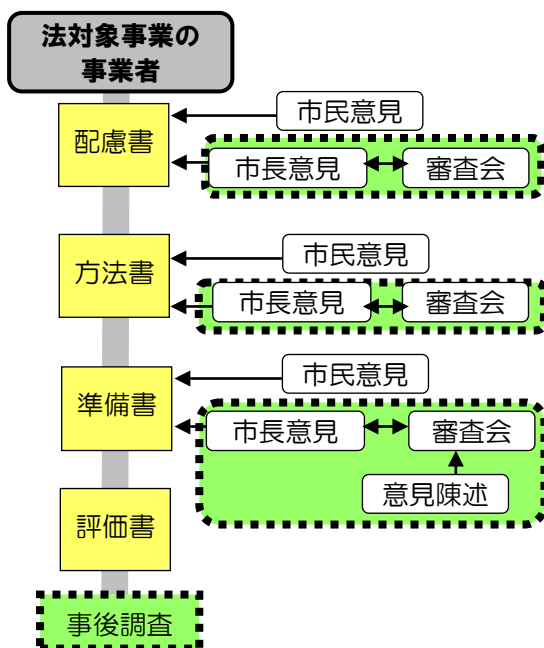 法対象事業の
事業者
配慮書
市民意見
市長意見
審査会
方法書
市民意見
市長意見
審査会
準備書
市民意見
市長意見
審査会
意見陳述
評価書
事後調査